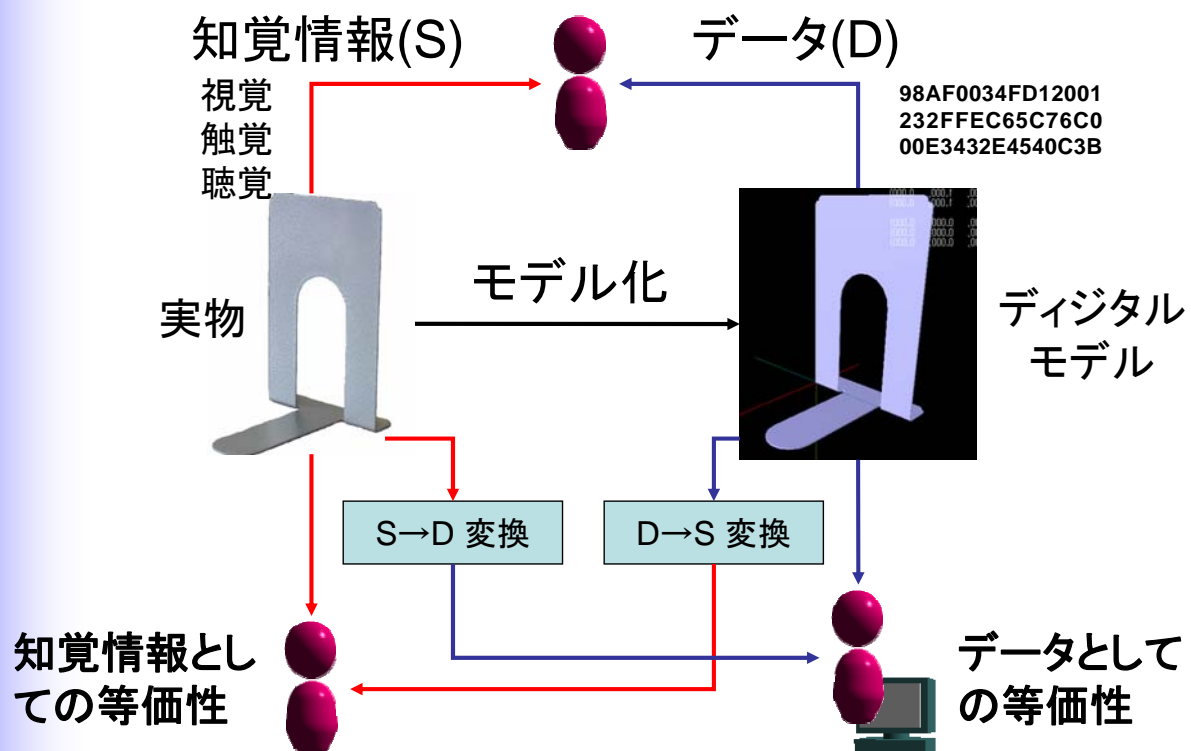 知覚情報(S)
データ(D)
視覚
触覚
聴覚
98AF0034FD12001
232FFEC65C76C0
00E3432E4540C3B
実物
モデル化
ディジタル
モデル
S→D 変換
D→S 変換
知覚情報とし
ての等価性
データとして
の等価性